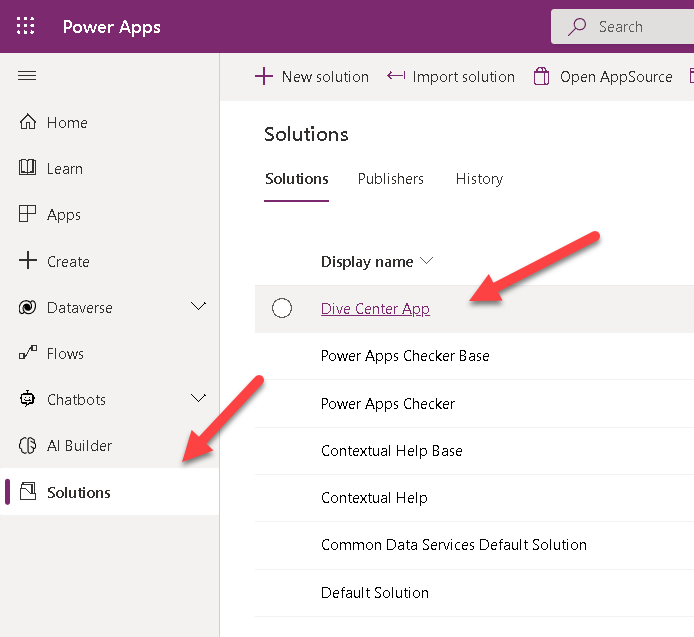 Power Apps
Search
New solution
Import solution
Open AppSource
Home
Learn
Apps
Create
Dataverse
Flows
Chatbots
AI Builder
Solutions
Solutions
Solutions
Publishers
History
Display name
Dive Center App
Power Apps Checker Base
Power Apps Checker
Contextual Help Base
Contextual Help
Common Data Services Default Solution
Default Solution